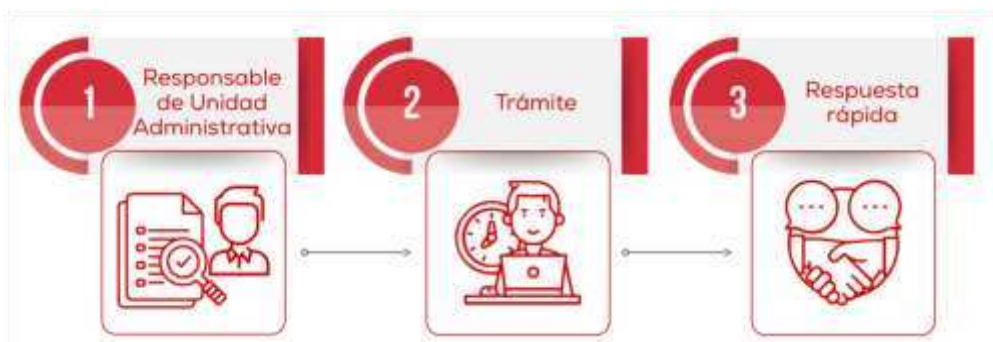 1
Responsable
de Unidad
Administrativa
2
Trámite
3
Respuesta
rápida